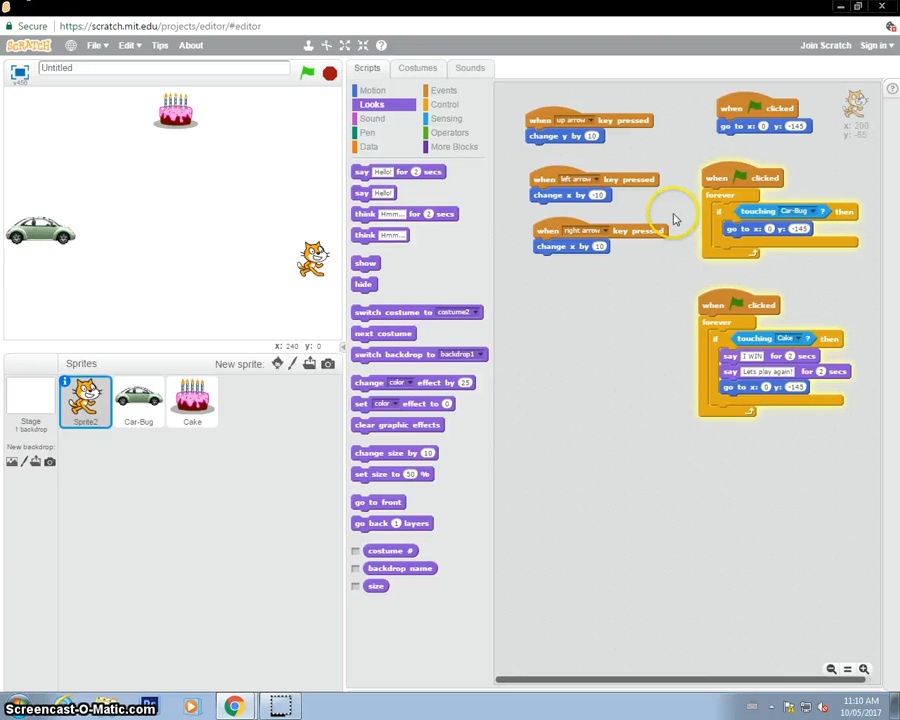 Secure https://scratch.mit.edu/projects/editor/#editor
SCRATCH File Edit Tips About Join Scratch Sign in
Untitled
Scripts Costumes Sounds
Motion Events
Looks Control
Sound Sensing
Pen Operators
Data More Blocks
say Hello! for 2 secs
say Hello!
think Hmm... for 2 secs
think Hmm...
show
hide
switch costume to costume2
next costume
switch backdrop to backdrop1
change color effect by 25
set color effect to 0
clear graphic effects
change size by 10
set size to 50 %
go to front
go back 1 layers
costume #
backdrop name
size
when up arrow key pressed
change y by 10
when left arrow key pressed
change x by -10
when right arrow key pressed
change x by 10
when clicked
go to x: 0 y: -145
x: 200
y: -65
when clicked
forever
if touching Car-Bug ? then
go to x: 0 y: -145
when clicked
forever
if touching Cake ? then
say I WIN for 2 secs
say Lets play again! for 2 secs
go to x: 0 y: -145
x: 240 y: 0
Sprites New sprite:
Stage
1 backdrop
New backdrop:
Sprite2 Car-Bug Cake
Screencast-O-Matic.com
11:10 AM
10/05/2017